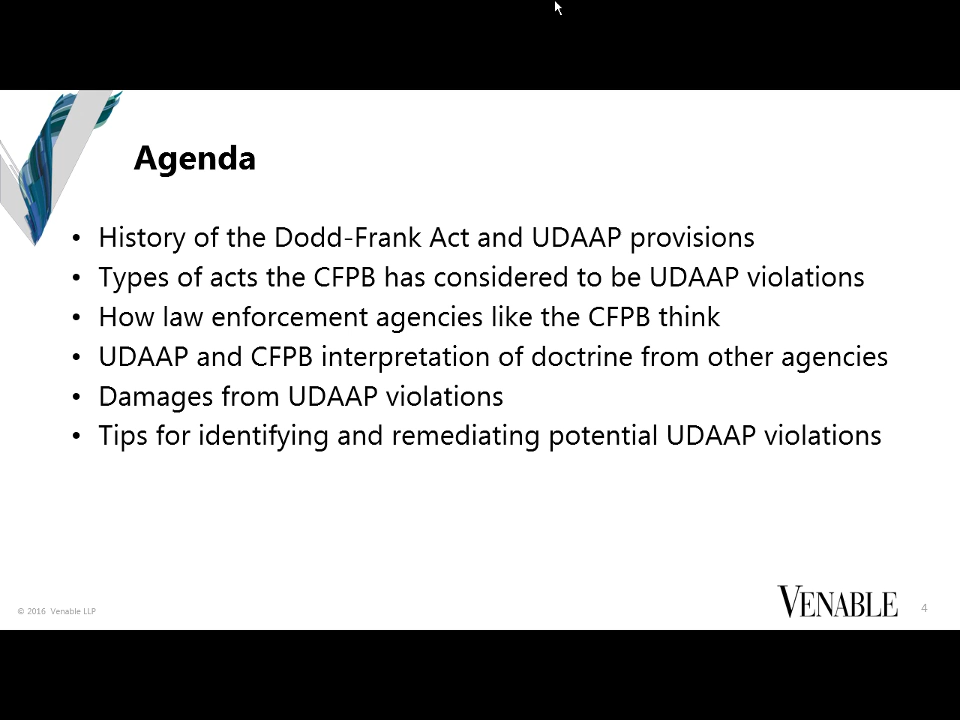 Agenda
• History of the Dodd-Frank Act and UDAAP provisions
• Types of acts the CFPB has considered to be UDAAP violations
• How law enforcement agencies like the CFPB think
• UDAAP and CFPB interpretation of doctrine from other agencies
• Damages from UDAAP violations
• Tips for identifying and remediating potential UDAAP violations
© 2016 Venable LLP
VENABLE
4